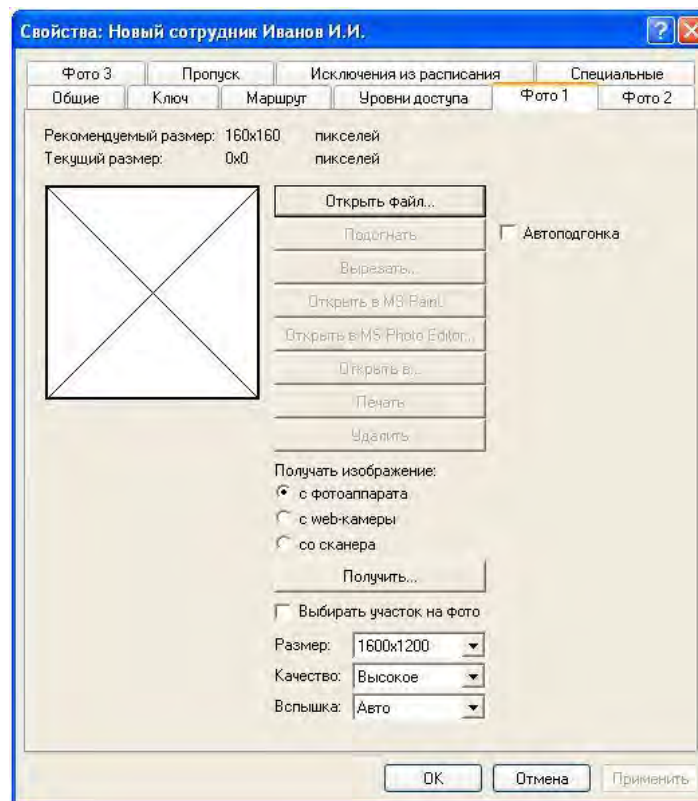 Свойства: Новый сотрудник Иванов И.И.
Фото 3 Пропуск Исключения из расписания Специальные
Общие Ключ Маршрут Уровни доступа Фото 1 Фото 2
Рекомендуемый размер: 160x160 пикселей
Текущий размер: 0x0 пикселей
Открыть файл...
Подогнать Автоподгонка
Вырезать...
Открыть в MS Paint...
Открыть в MS Photo Editor...
Открыть в...
Печать
Удалить
Получать изображение:
с фотоаппарата
с web-камеры
со сканера
Получить...
Выбирать участок на фото
Размер: 1600x1200
Качество: Высокое
Вспышка: Авто
OK Отмена Применить